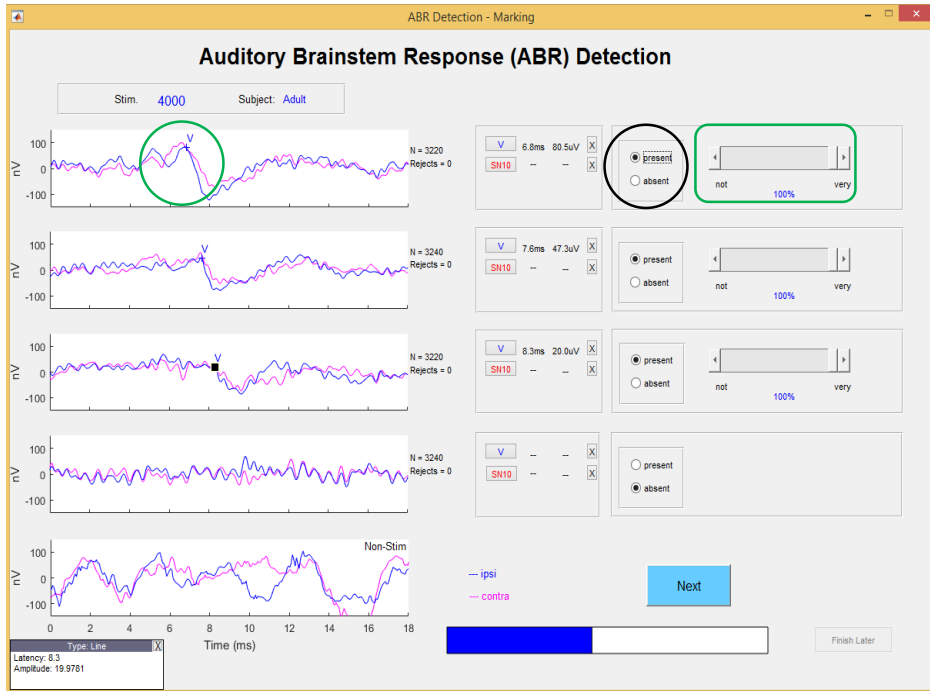 ABR Detection - Marking
Auditory Brainstem Response (ABR) Detection
Stim. 4000 Subject: Adult
nV
100
0
-100
V
N = 3220
Rejects = 0
V 6.8ms 80.5uV X
SN10 -- -- X
present
absent
not very
100%
nV
100
0
-100
V
N = 3240
Rejects = 0
V 7.6ms 47.3uV X
SN10 -- -- X
present
absent
not very
100%
nV
100
0
-100
V
N = 3220
Rejects = 0
V 8.3ms 20.0uV X
SN10 -- -- X
present
absent
not very
100%
nV
100
0
-100
N = 3240
Rejects = 0
V -- -- X
SN10 -- -- X
present
absent
nV
100
0
-100
Non-Stim
0 2 4 6 8 10 12 14 16 18
Time (ms)
--- ipsi
--- contra
Next
Finish Later
Type: Line X
Latency: 8.3
Amplitude: 19.9781